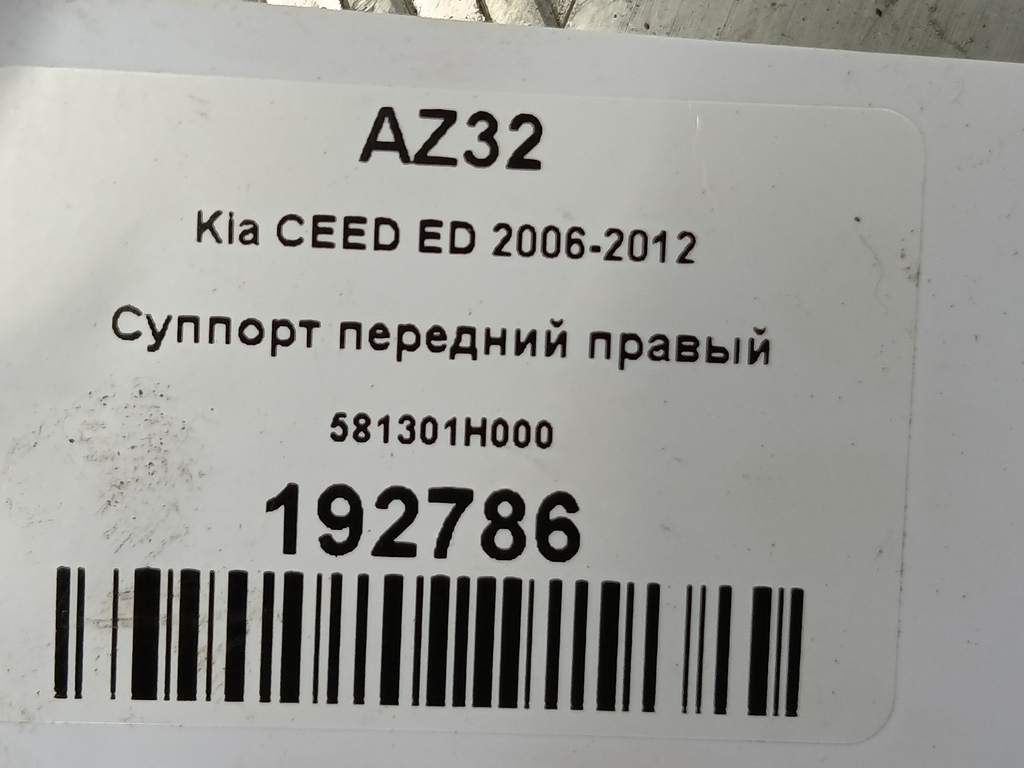 AZ32
Kia CEED ED 2006-2012
Суппорт передний правый
581301H000
192786